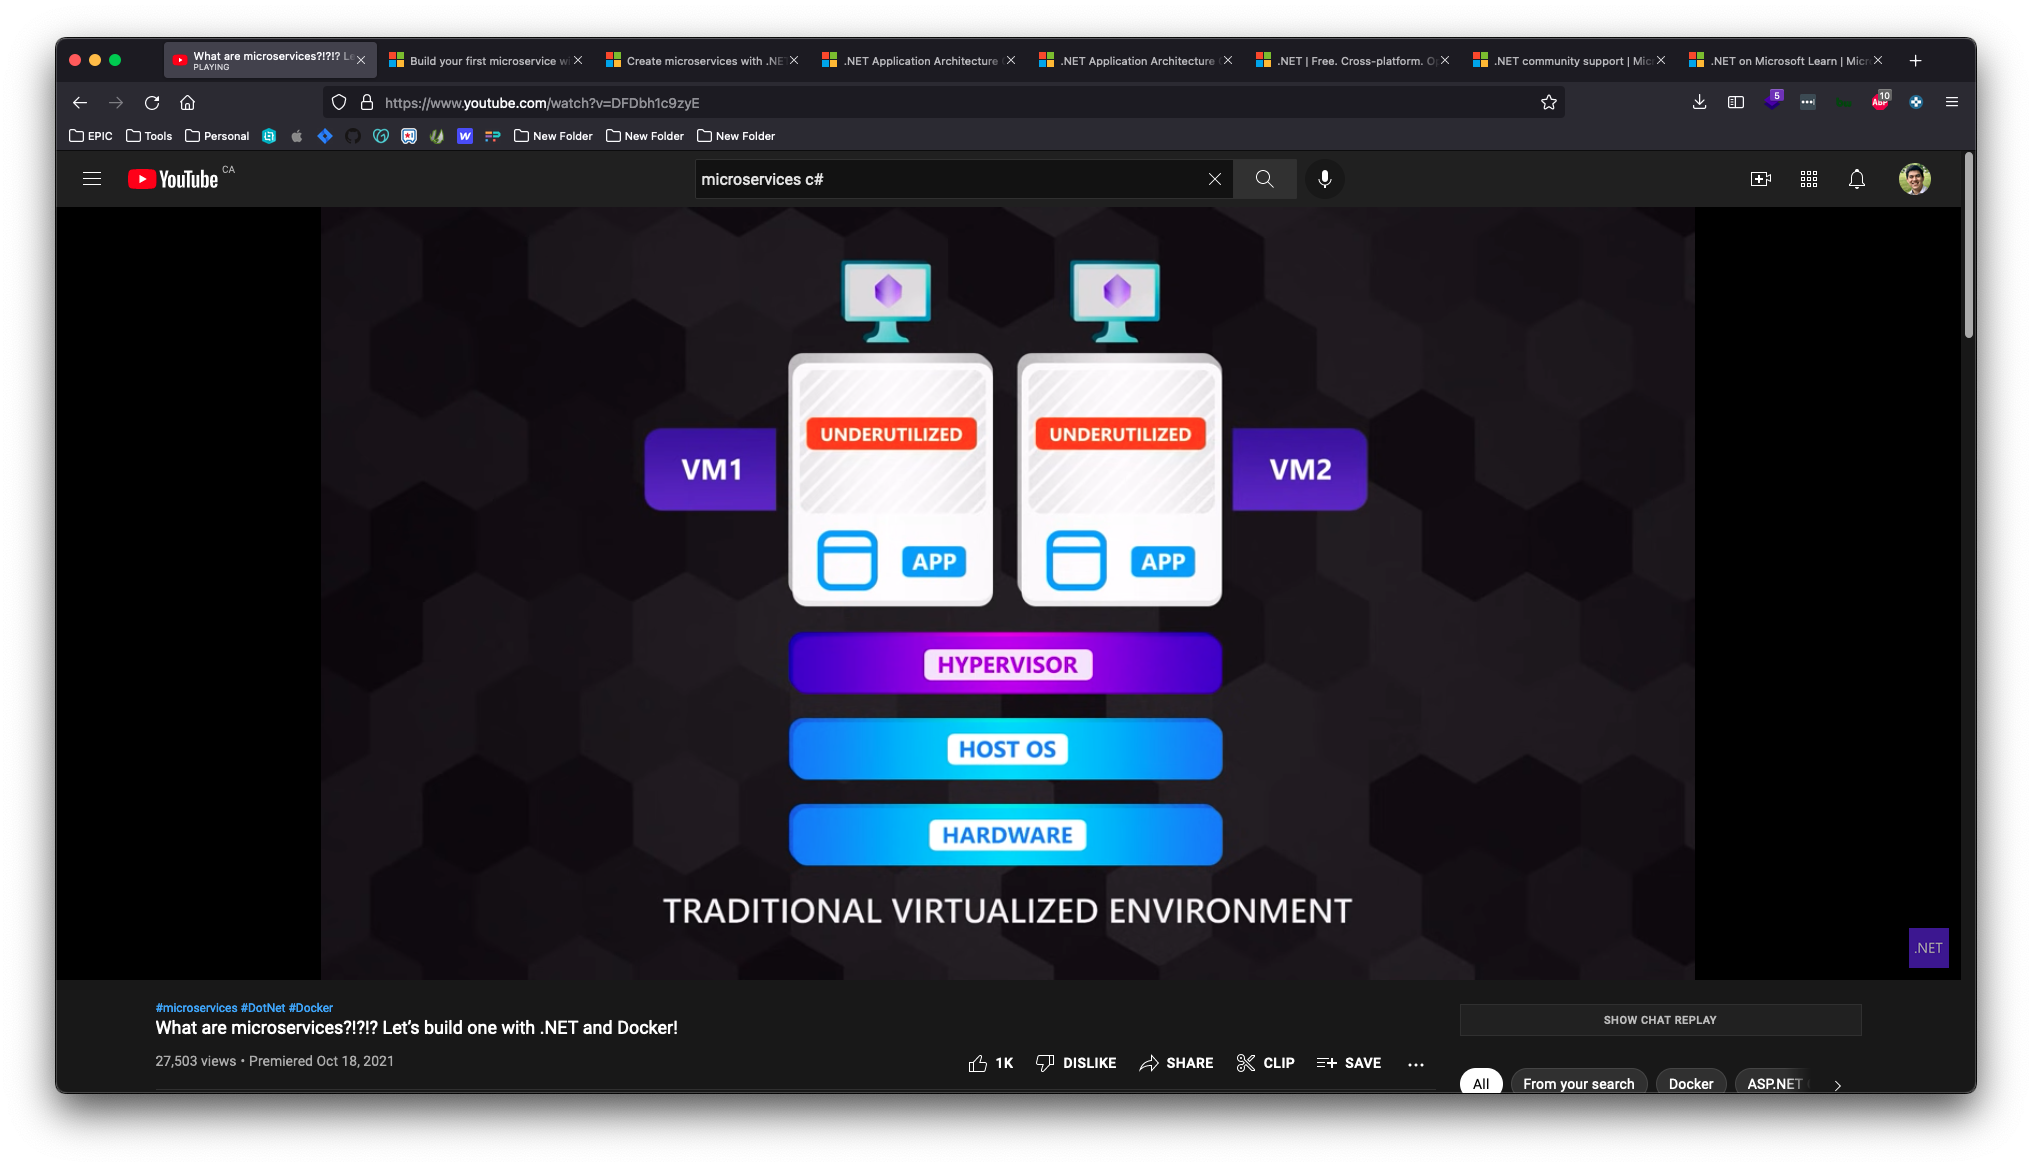 What are microservices?!?!? Le
PLAYING
Build your first microservice w
Create microservices with .NE
.NET Application Architecture
.NET Application Architecture
.NET | Free. Cross-platform. O
.NET community support | Mic
.NET on Microsoft Learn | Micr
https://www.youtube.com/watch?v=DFDbh1c9zyE
5
ABP
10
EPIC
Tools
Personal
New Folder
New Folder
New Folder
YouTube CA
microservices c#
UNDERUTILIZED
UNDERUTILIZED
VM1
VM2
APP
APP
HYPERVISOR
HOST OS
HARDWARE
TRADITIONAL VIRTUALIZED ENVIRONMENT
.NET
#microservices #DotNet #Docker
What are microservices?!?!? Let's build one with .NET and Docker!
27,503 views • Premiered Oct 18, 2021
1K
DISLIKE
SHARE
CLIP
SAVE
SHOW CHAT REPLAY
All
From your search
Docker
ASP.NET